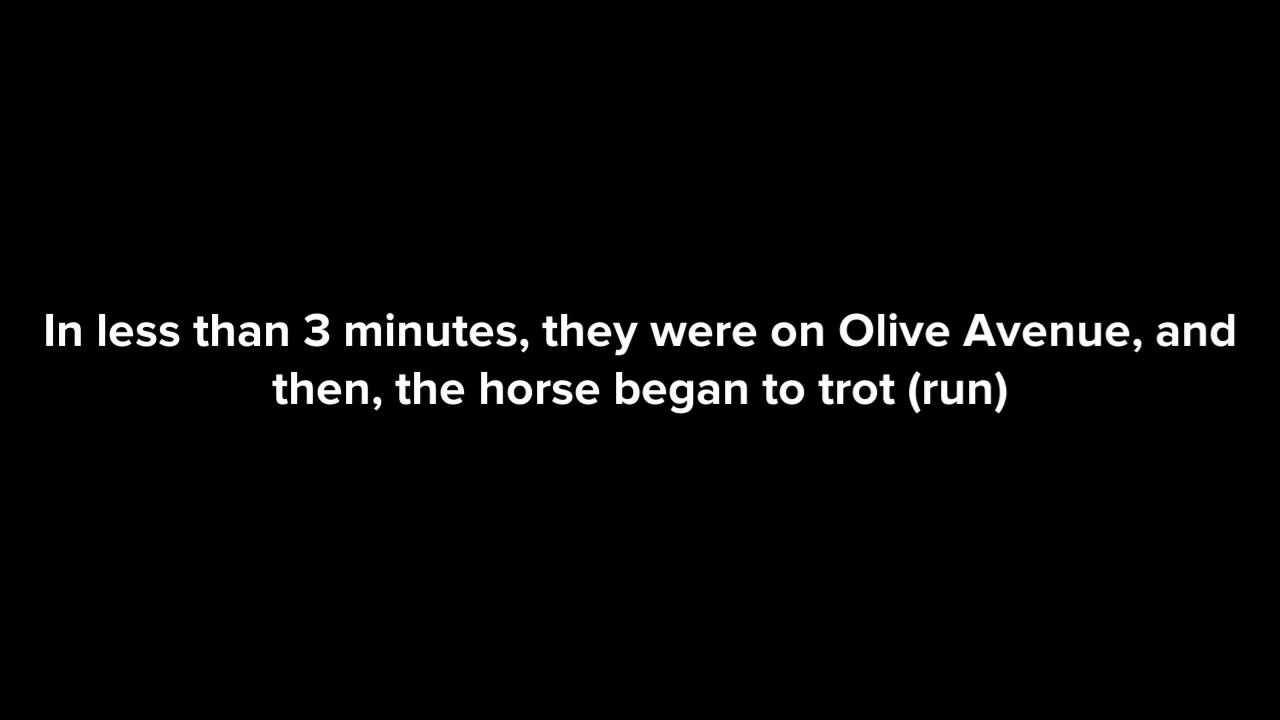 In less than 3 minutes, they were on Olive Avenue, and
then, the horse began to trot (run)